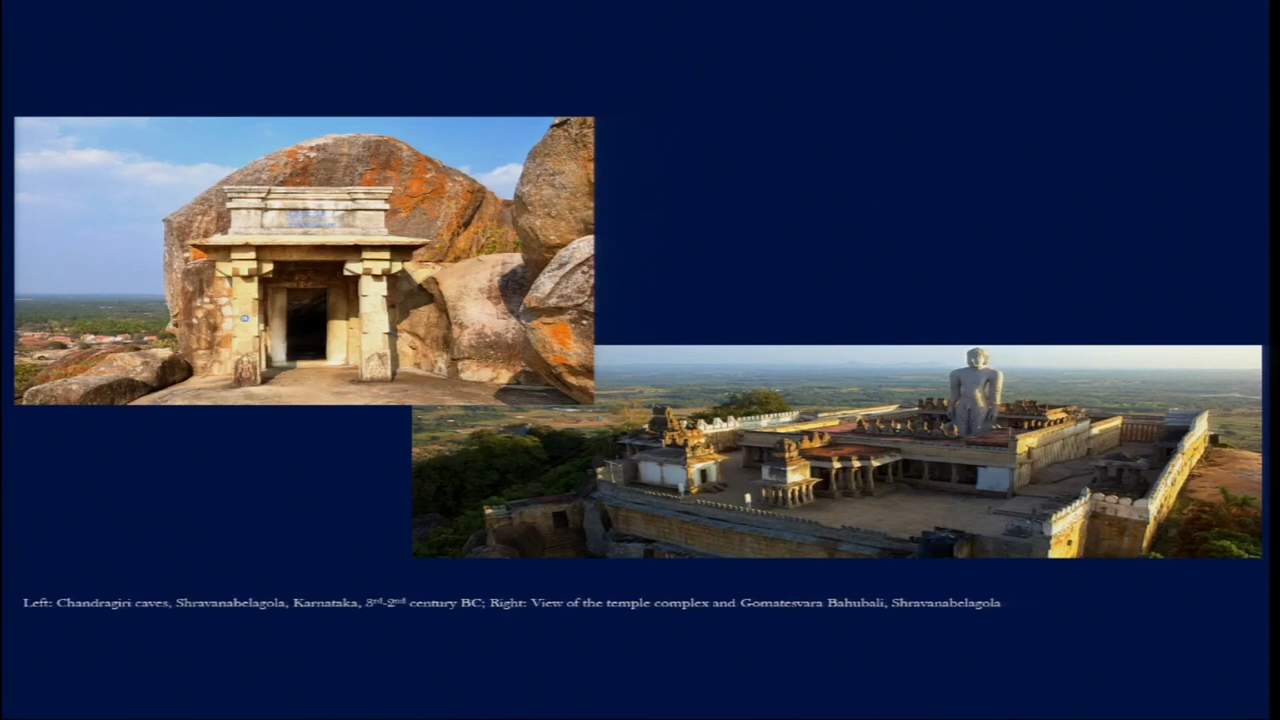 Left: Chandragiri caves, Shravanabelagola, Karnataka, 3rd-2nd century BC; Right: View of the temple complex and Gomatesvara Bahubali, Shravanabelagola